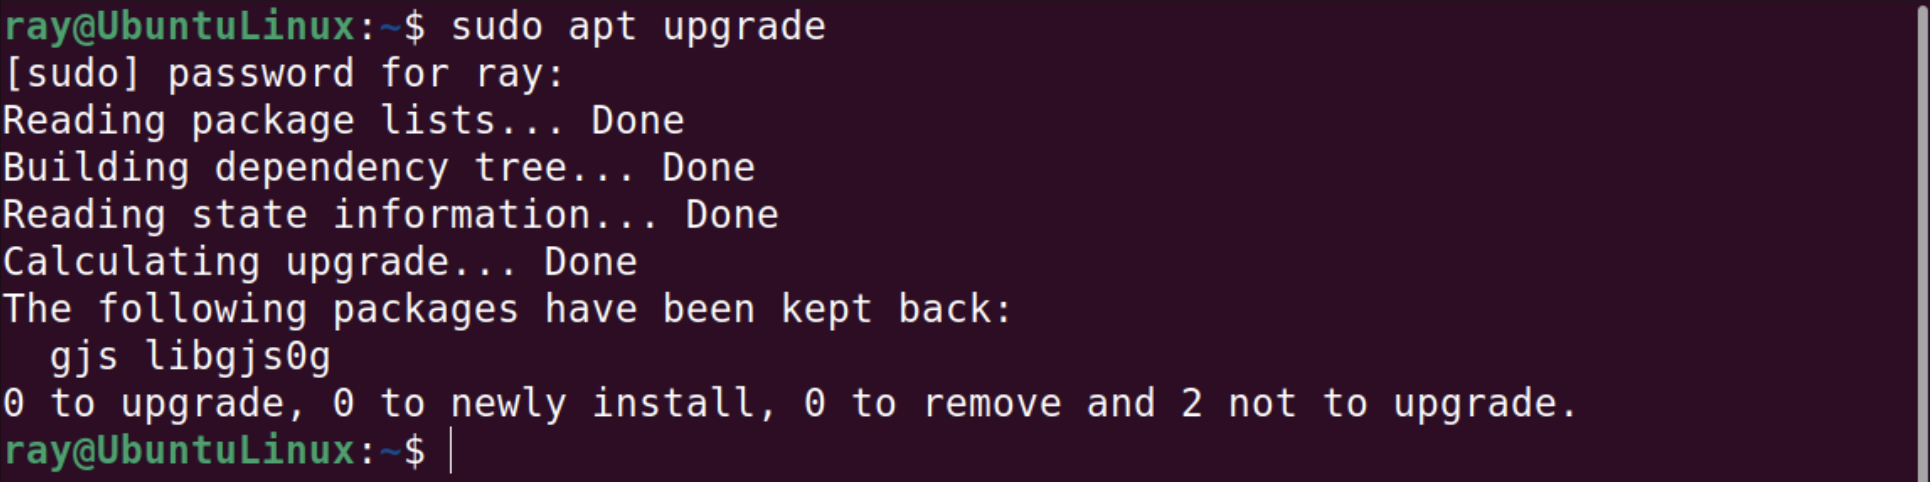 ray@UbuntuLinux:~$ sudo apt upgrade
[sudo] password for ray:
Reading package lists... Done
Building dependency tree... Done
Reading state information... Done
Calculating upgrade... Done
The following packages have been kept back:
  gjs libgjs0g
0 to upgrade, 0 to newly install, 0 to remove and 2 not to upgrade.
ray@UbuntuLinux:~$